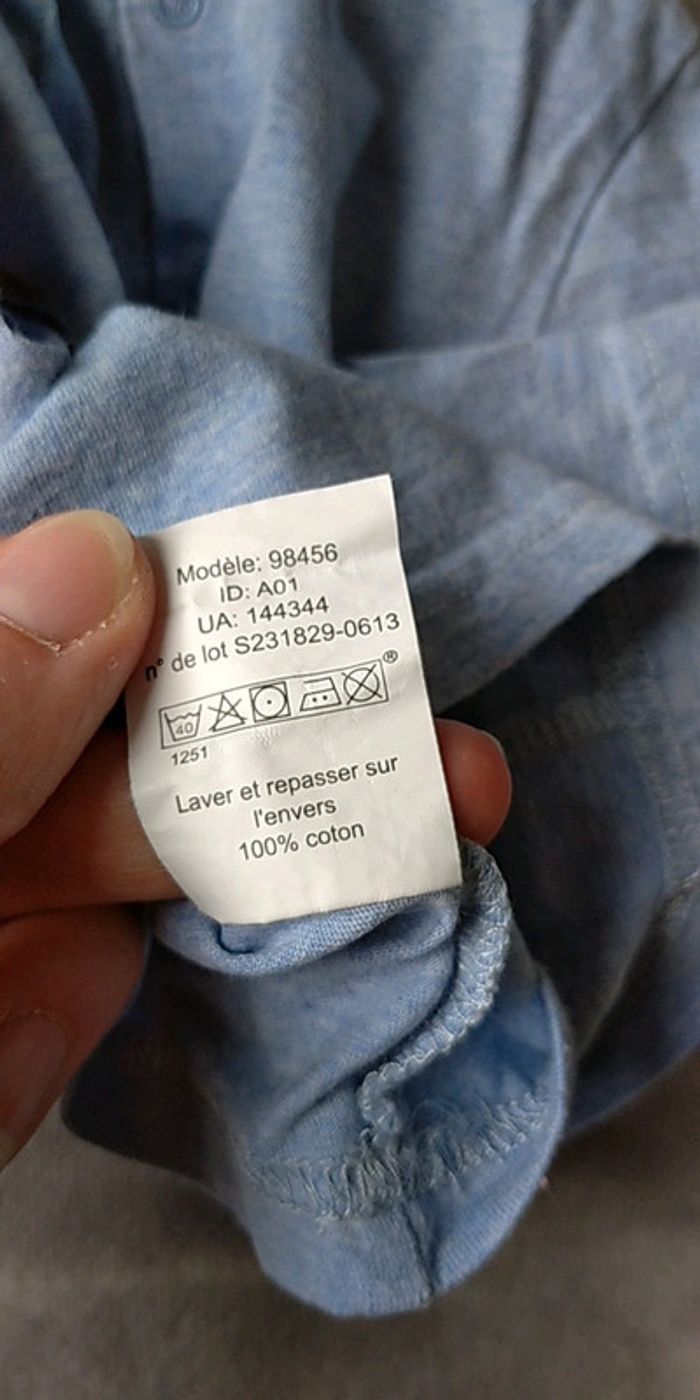 Modèle: 98456
ID: A01
UA: 144344
n° de lot S231829-0613
40
®
1251
Laver et repasser sur
l'envers
100% coton